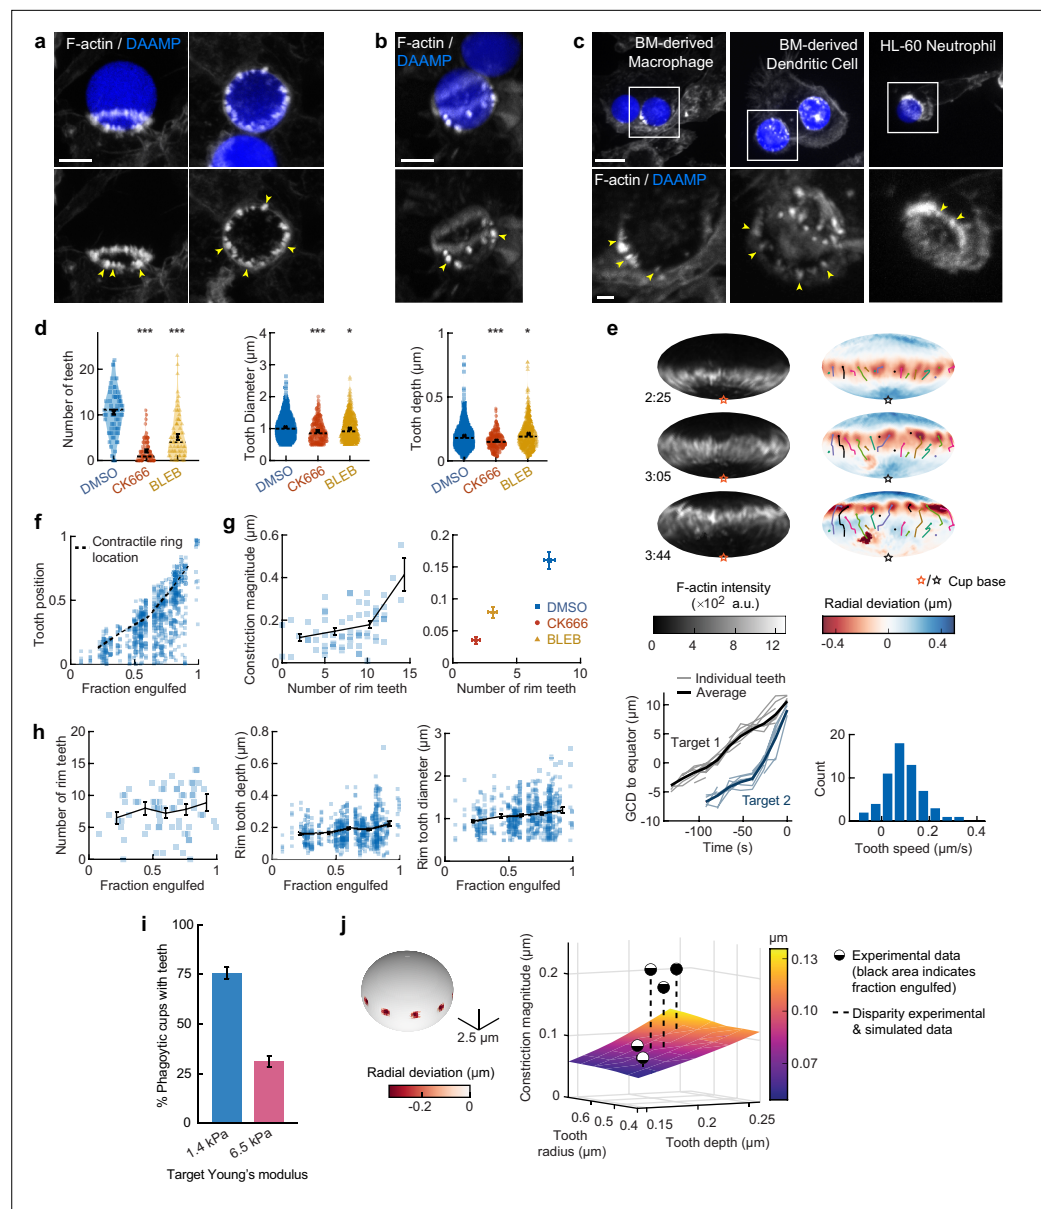 a
F-actin / DAAMP
b
F-actin /
DAAMP
c
BM-derived
Macrophage
BM-derived
Dendritic Cell
HL-60 Neutrophil
F-actin / DAAMP
d
Number of teeth
0
10
20
***
***
DMSO
CK666
BLEB
Tooth Diameter (µm)
0
1
2
3
4
***
*
DMSO
CK666
BLEB
Tooth depth (µm)
0
0.2
0.4
0.6
0.8
1
***
*
DMSO
CK666
BLEB
e
2:25
3:05
3:44
☆/☆ Cup base
F-actin intensity
(×10² a.u.)
0 4 8 12
Radial deviation (µm)
-0.4 0 0.4
GCD to equator (µm)
10
5
0
-5
-10
Individual teeth
Average
Target 1
Target 2
-100 -50 0
Time (s)
Count
20
10
0
0 0.2 0.4
Tooth speed (µm/s)
f
Contractile ring
location
Tooth position
1
0.5
0
0 0.5 1
Fraction engulfed
g
Constriction magnitude (µm)
0.6
0.4
0.2
0
0 5 10 15
Number of rim teeth
0.2
0.15
0.1
0.05
0
DMSO
CK666
BLEB
0 5 10
Number of rim teeth
h
Number of rim teeth
15
10
5
0
0 0.5 1
Fraction engulfed
Rim tooth depth (µm)
0.8
0.6
0.4
0.2
0
0 0.5 1
Fraction engulfed
Rim tooth diameter (µm)
3
2
1
0
0 0.5 1
Fraction engulfed
i
% Phagoytic cups with teeth
100
75
50
25
0
1.4 kPa
6.5 kPa
Target Young's modulus
j
2.5 µm
Radial deviation (µm)
-0.2 0
Constriction magnitude (µm)
0.2
0.1
0
0.6 0.5 0.4
Tooth
radius (µm)
0.15 0.2 0.25
Tooth depth (µm)
µm
0.13
0.10
0.07
Experimental data
(black area indicates
fraction engulfed)
Disparity experimental
& simulated data